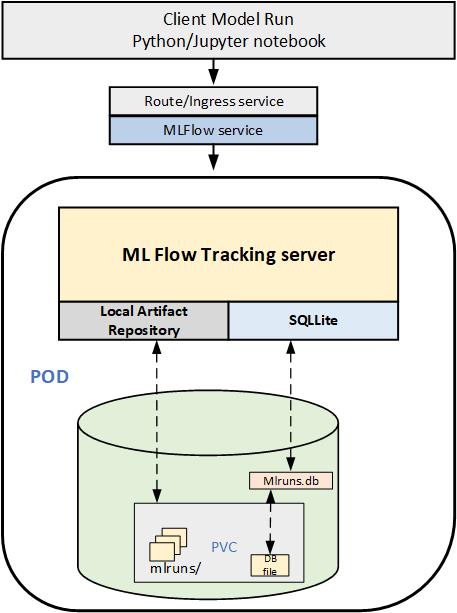 Client Model Run
Python/Jupyter notebook
Route/Ingress service
MLFlow service
ML Flow Tracking server
Local Artifact
Repository
SQLLite
POD
Mlruns.db
PVC
mlruns/
DB
file